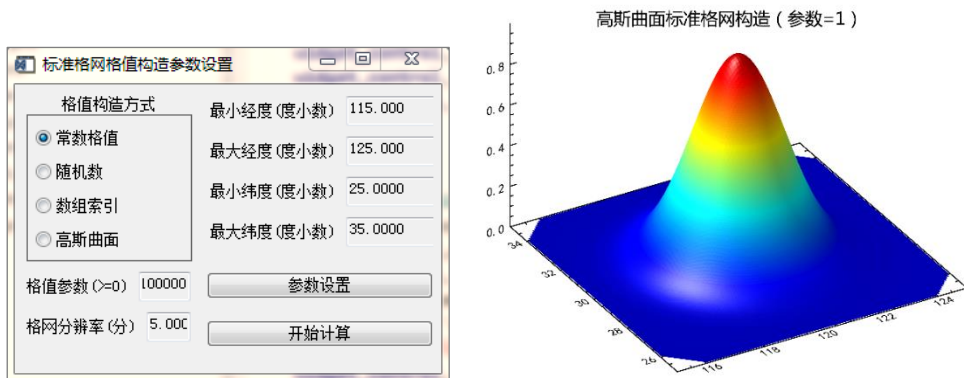 标准格网格值构造参数设置
格值构造方式
常数格值
随机数
数组索引
高斯曲面
格值参数(>=0)
格网分辨率(分)
最小经度(度小数) 115.000
最大经度(度小数) 125.000
最小纬度(度小数) 25.0000
最大纬度(度小数) 35.0000
参数设置
开始计算
高斯曲面标准格网构造(参数=1)
0.8
0.6
0.4
0.2
0.0
34
32
30
28
26
116
118
120
122
124